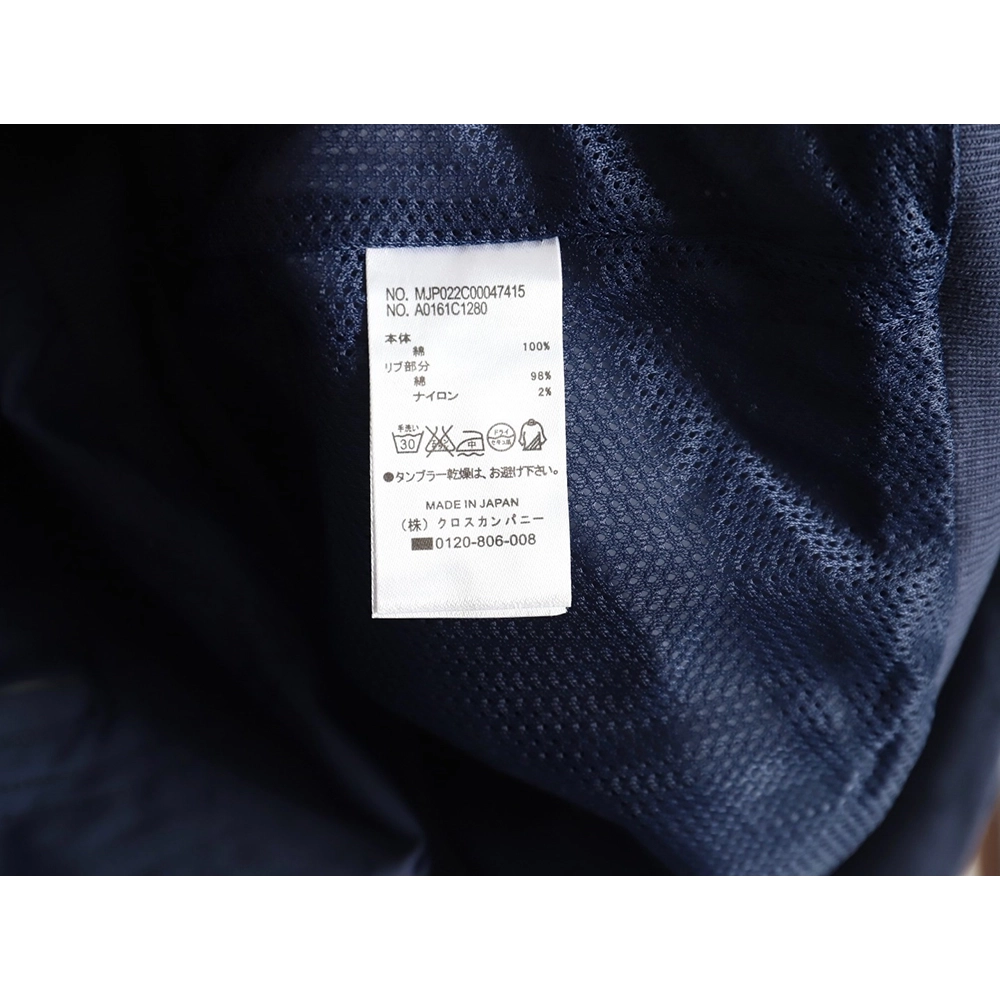 NO. MJP022C00047415
NO. A0161C1280
本体
綿 100%
リブ部分
綿 98%
ナイロン 2%
手洗い
30
中
ドライ
セキユ系
●タンブラー乾燥は、お避け下さい。
MADE IN JAPAN
(株) クロスカンパニー
0120-806-008